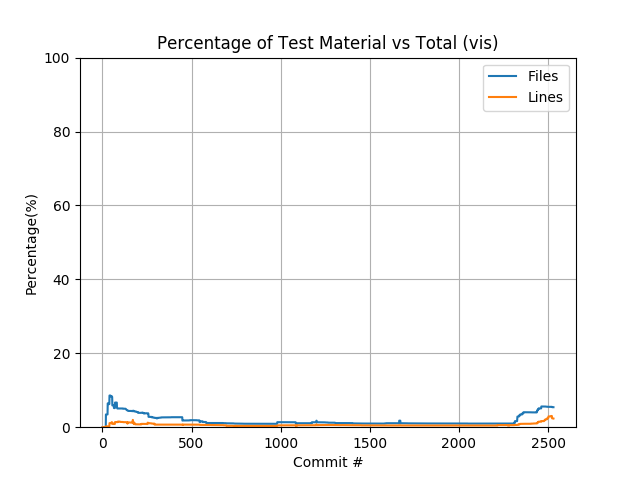 Percentage of Test Material vs Total (vis)
Files
Lines
100
80
60
40
20
0
Percentage(%)
0 500 1000 1500 2000 2500
Commit #